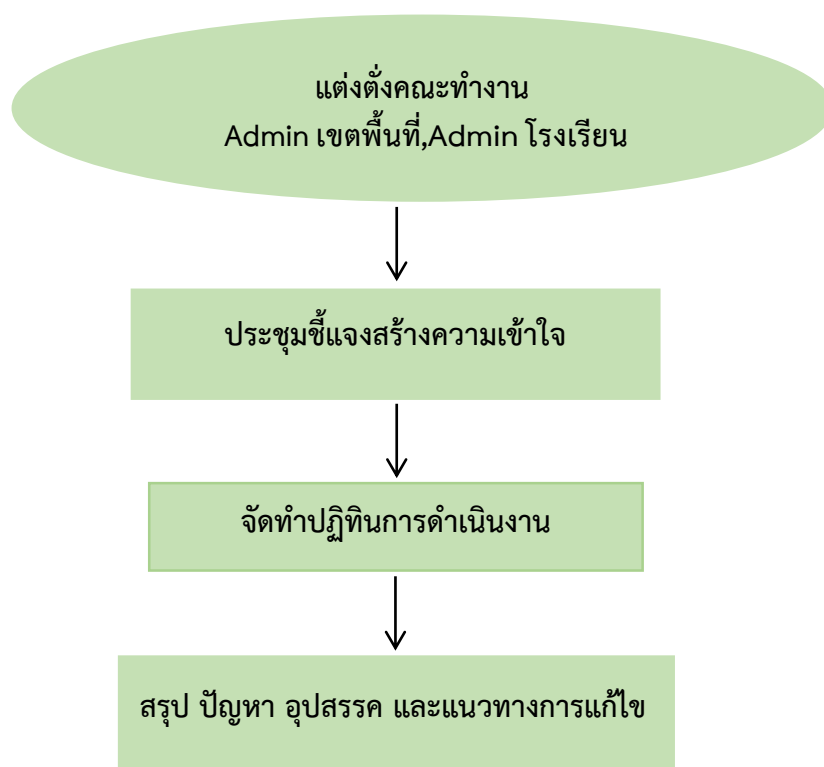 แต่งตั่งคณะทำงาน
Admin เขตพื้นที่,Admin โรงเรียน
ประชุมชี้แจงสร้างความเข้าใจ
จัดทำปฏิทินการดำเนินงาน
สรุป ปัญหา อุปสรรค และแนวทางการแก้ไข